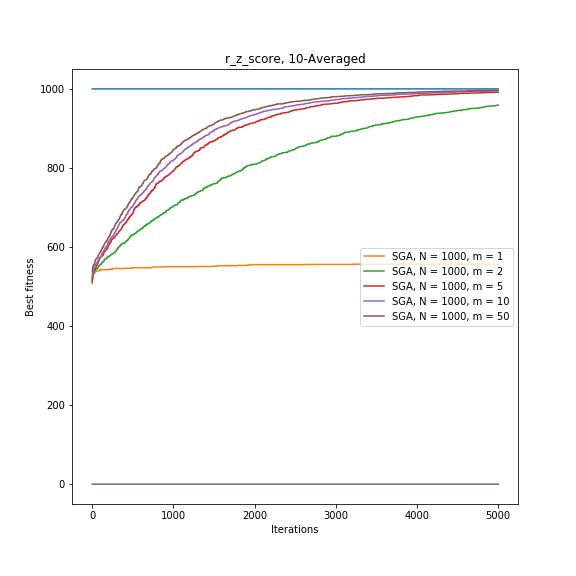 r_z_score, 10-Averaged
1000
800
600
400
200
0
Best fitness
SGA, N = 1000, m = 1
SGA, N = 1000, m = 2
SGA, N = 1000, m = 5
SGA, N = 1000, m = 10
SGA, N = 1000, m = 50
0 1000 2000 3000 4000 5000
Iterations